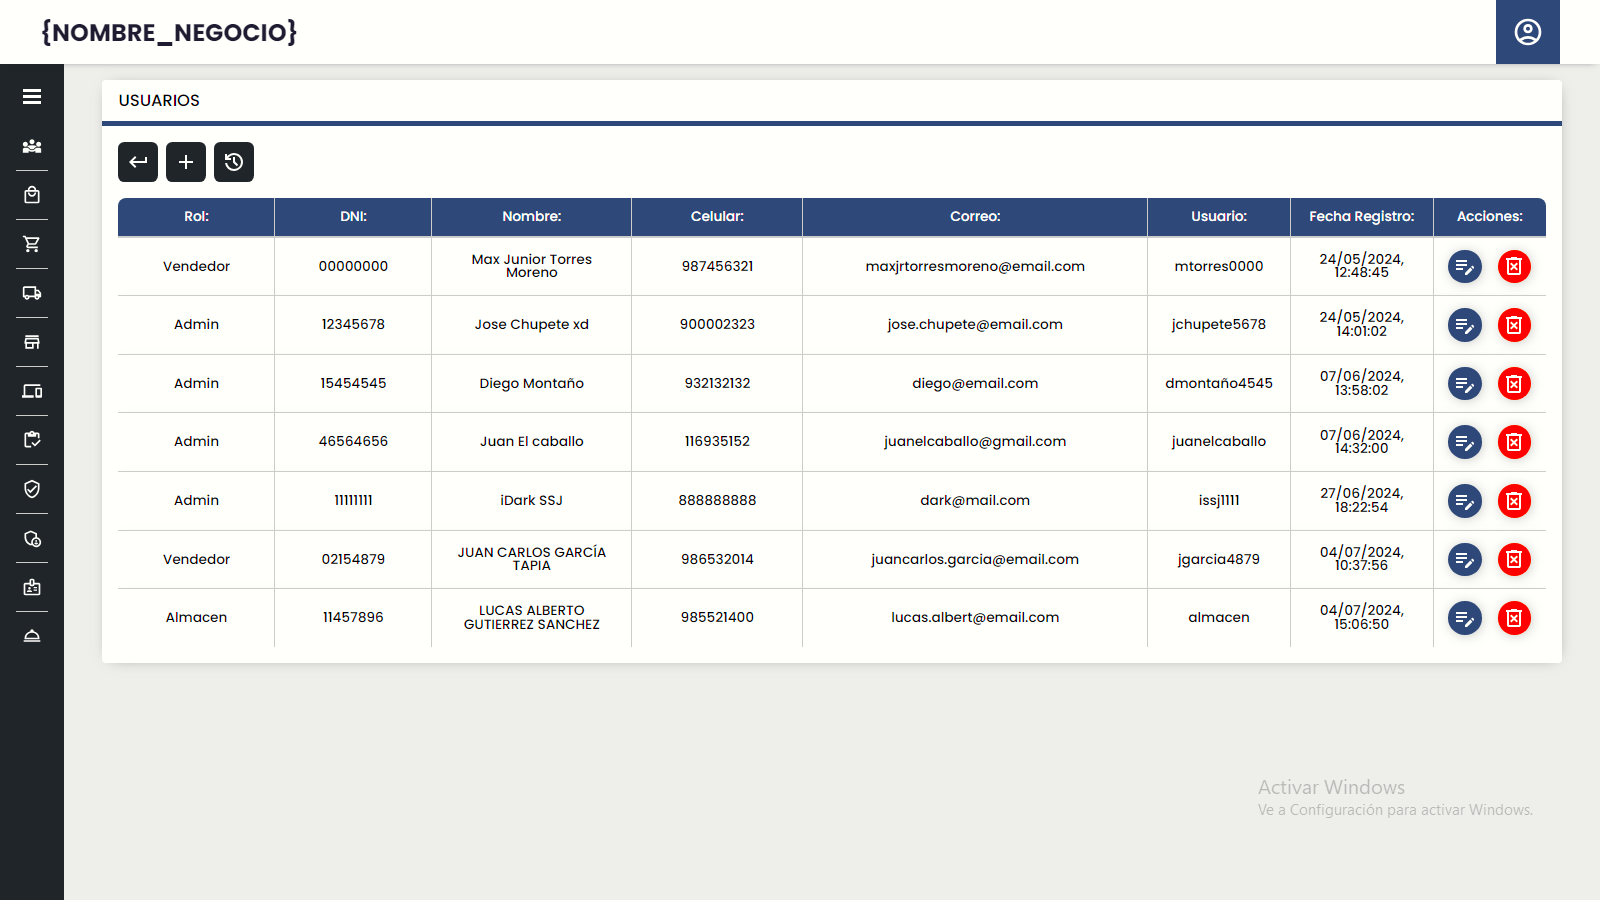 {NOMBRE_NEGOCIO}
USUARIOS
Rol: DNI: Nombre: Celular: Correo: Usuario: Fecha Registro: Acciones:
Vendedor 00000000 Max Junior Torres Moreno 987456321 maxjrtorresmoreno@email.com mtorres0000 24/05/2024, 12:48:45
Admin 12345678 Jose Chupete xd 900002323 jose.chupete@email.com jchupete5678 24/05/2024, 14:01:02
Admin 15454545 Diego Montaño 932132132 diego@email.com dmontaño4545 07/06/2024, 13:58:02
Admin 46564656 Juan El caballo 116935152 juanelcaballo@gmail.com juanelcaballo 07/06/2024, 14:32:00
Admin 11111111 iDark SSJ 888888888 dark@mail.com issj1111 27/06/2024, 18:22:54
Vendedor 02154879 JUAN CARLOS GARCÍA TAPIA 986532014 juancarlos.garcia@email.com jgarcia4879 04/07/2024, 10:37:56
Almacen 11457896 LUCAS ALBERTO GUTIERREZ SANCHEZ 985521400 lucas.albert@email.com almacen 04/07/2024, 15:06:50
Activar Windows
Ve a Configuración para activar Windows.